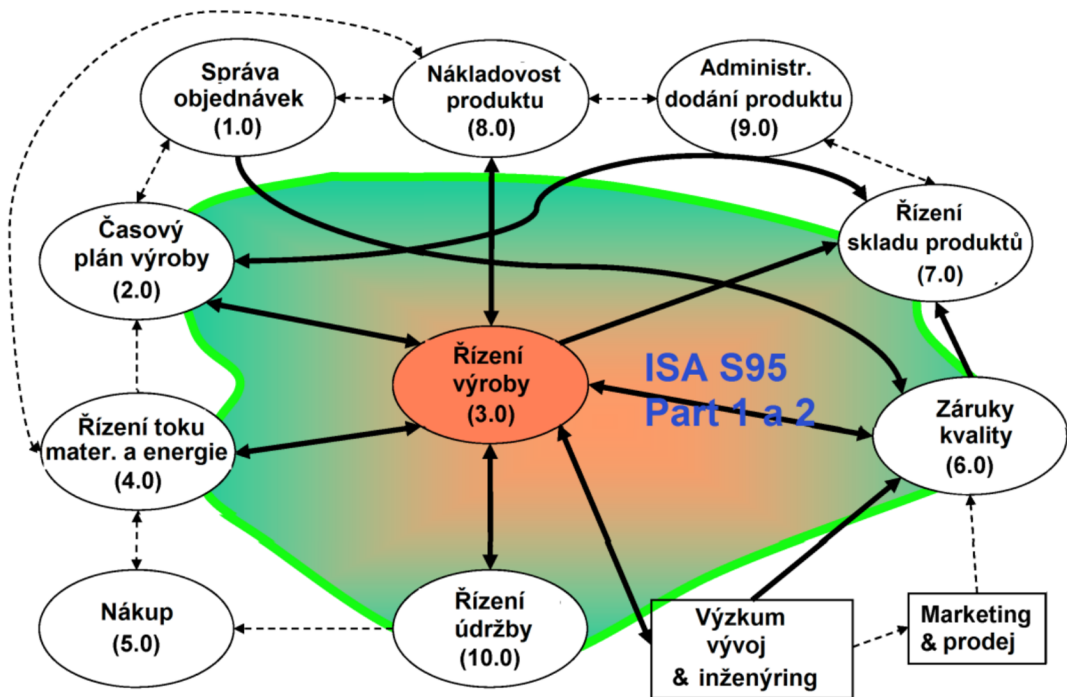 Správa
objednávek
(1.0)
Nákladovost
produktu
(8.0)
Administr.
dodání produktu
(9.0)
Časový
plán výroby
(2.0)
Řízení
skladu produktů
(7.0)
Řízení
výroby
(3.0)
ISA S95
Part 1 a 2
Řízení toku
mater. a energie
(4.0)
Záruky
kvality
(6.0)
Nákup
(5.0)
Řízení
údržby
(10.0)
Výzkum
vývoj
& inženýring
Marketing
& prodej